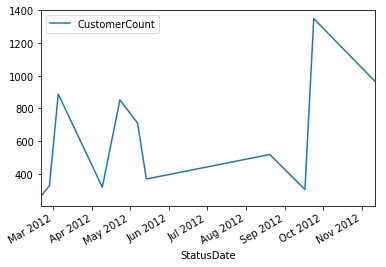 CustomerCount
1400
1200
1000
800
600
400
Mar 2012
Apr 2012
May 2012
Jun 2012
Jul 2012
Aug 2012
Sep 2012
Oct 2012
Nov 2012
StatusDate